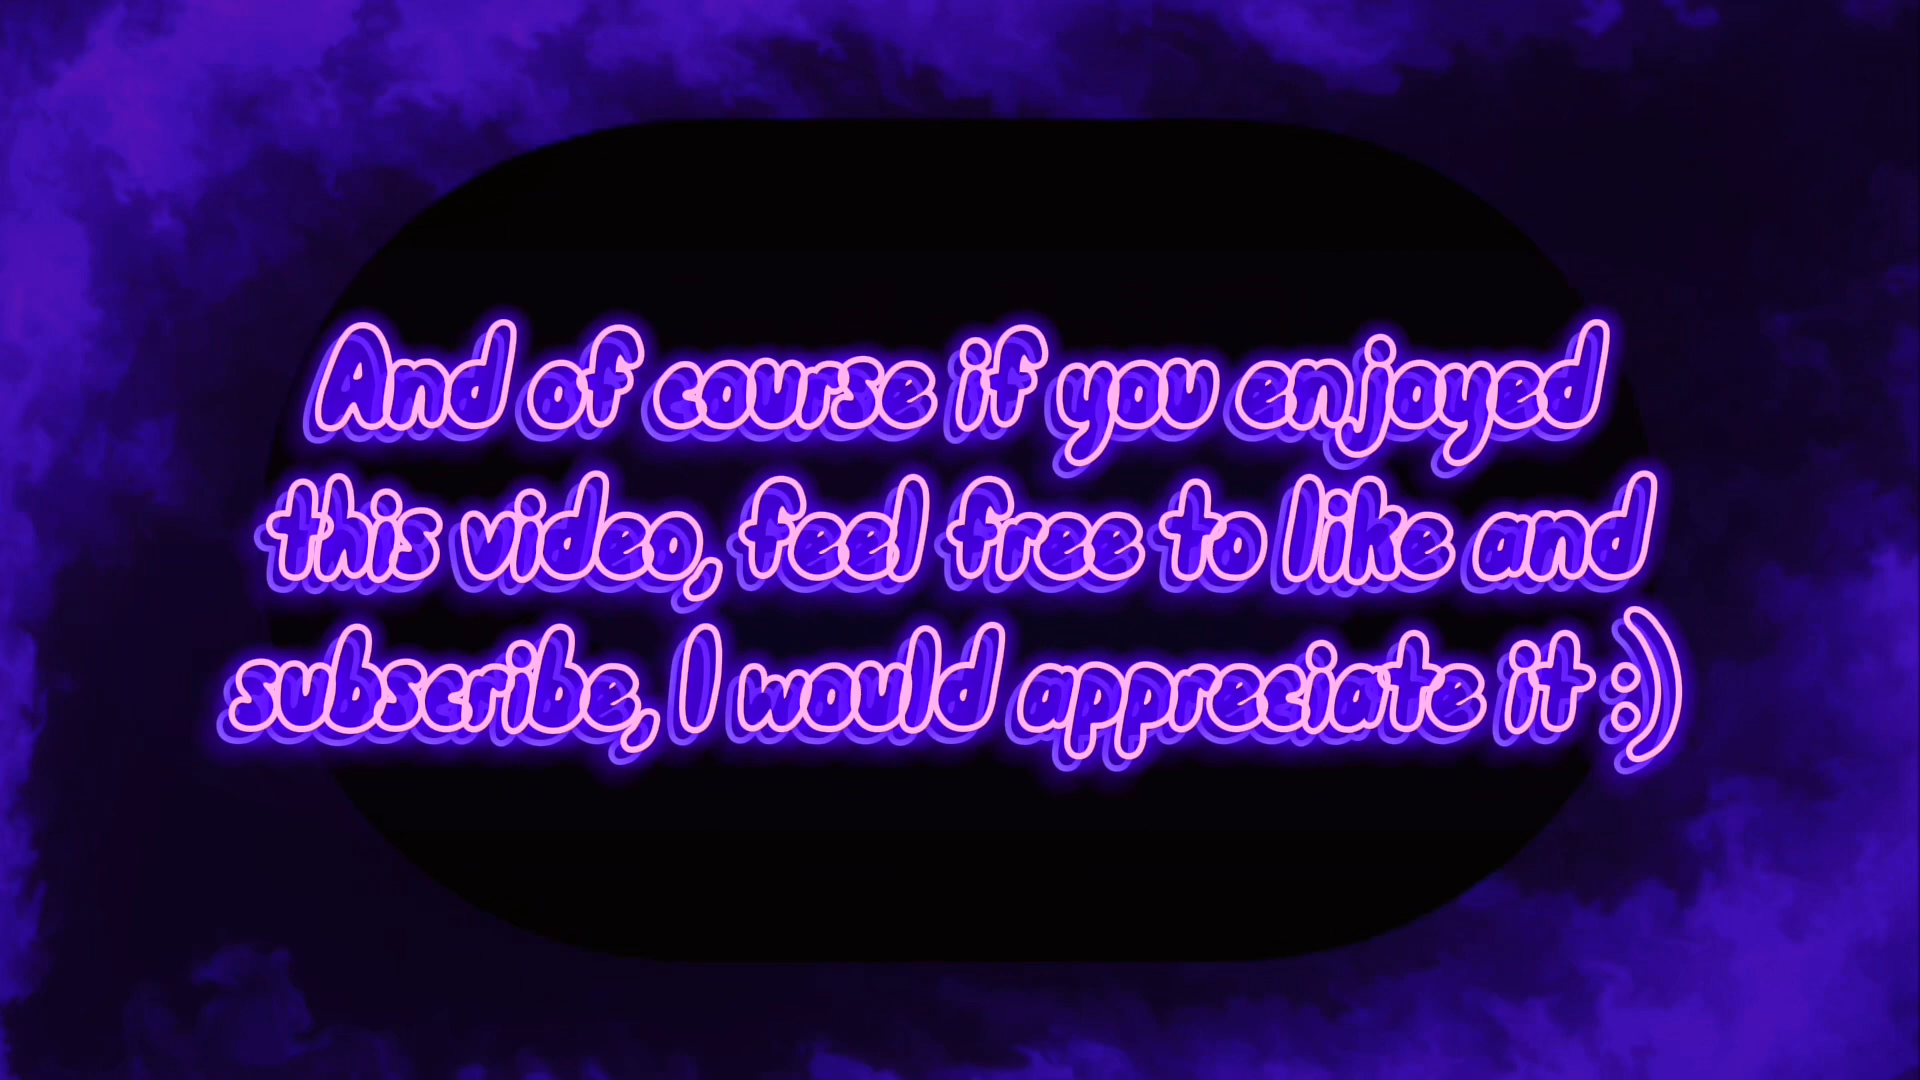 And of course if you enjoyed
this video, feel free to like and
subscribe, I would appreciate it :)